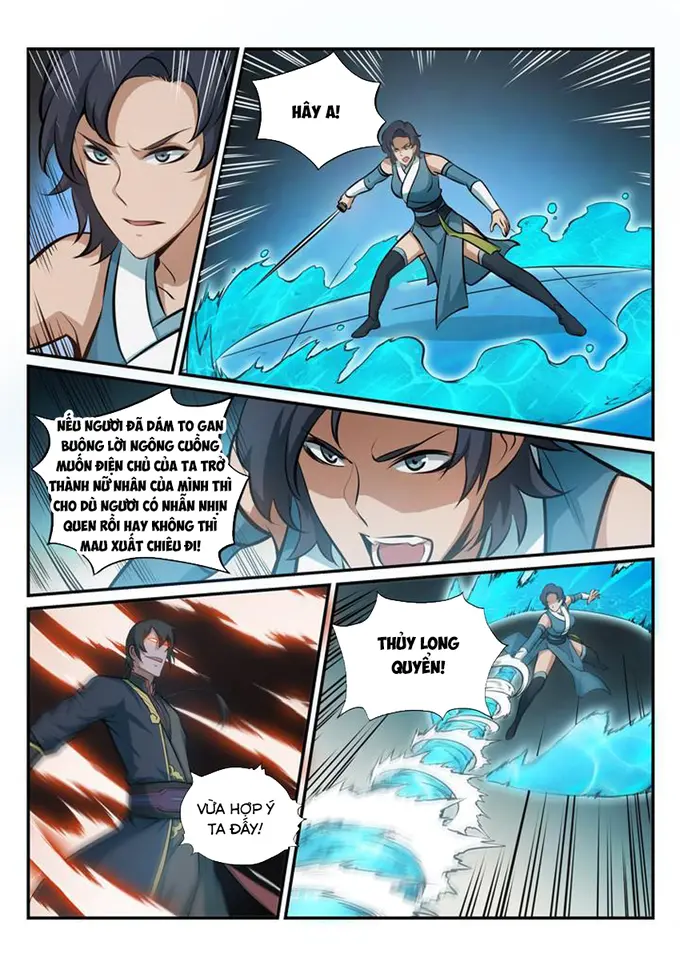 HÂY A!
NẾU NGƯƠI ĐÃ DÁM TO GAN
BUÔNG LỜI NGÔNG CUỒNG
MUỐN ĐIỆN CHỦ CỦA TA TRỞ
THÀNH NỮ NHÂN CỦA MÌNH THÌ
CHO DÙ NGƯƠI CÓ NHẪN NHỊN
QUEN RỒI HAY KHÔNG THÌ
MAU XUẤT CHIÊU ĐI!
THỦY LONG
QUYỂN!
VỪA HỢP Ý
TA ĐẤY!